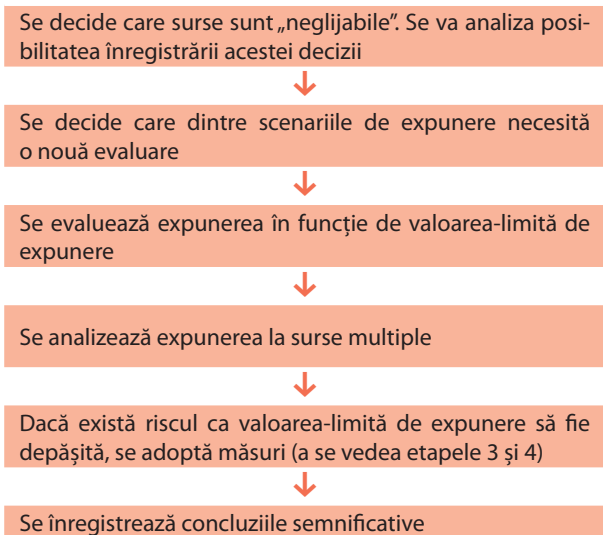 Se decide care surse sunt „neglijabile”. Se va analiza posi-
bilitatea înregistrării acestei decizii
Se decide care dintre scenariile de expunere necesită
o nouă evaluare
Se evaluează expunerea în funcție de valoarea-limită de
expunere
Se analizează expunerea la surse multiple
Dacă există riscul ca valoarea-limită de expunere să fie
depășită, se adoptă măsuri (a se vedea etapele 3 și 4)
Se înregistrează concluziile semnificative